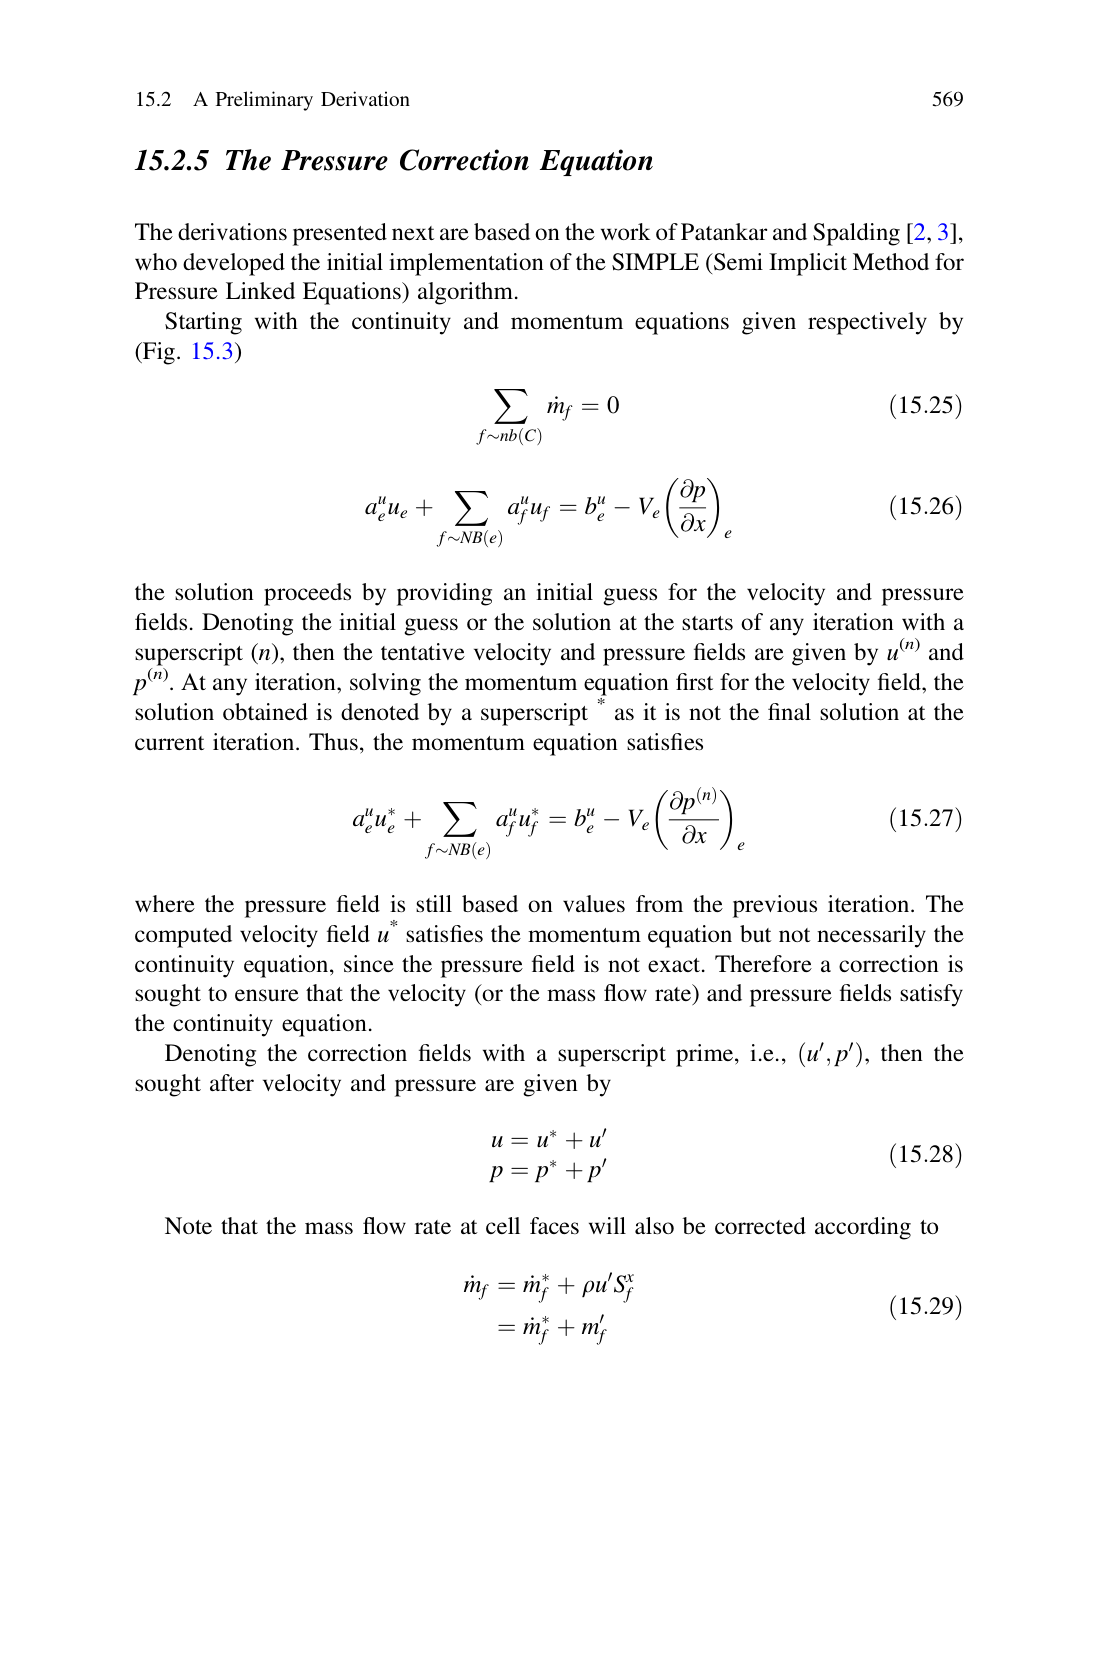 15.2 A Preliminary Derivation 569
15.2.5 The Pressure Correction Equation
The derivations presented next are based on the work of Patankar and Spalding [2, 3],
who developed the initial implementation of the SIMPLE (Semi Implicit Method for
Pressure Linked Equations) algorithm.
Starting with the continuity and momentum equations given respectively by
(Fig. 15.3)
\sum_{f \sim nb(C)} \dot{m}_f = 0 (15.25)
a_e^u u_e + \sum_{f \sim NB(e)} a_f^u u_f = b_e^u - V_e \left( \frac{\partial p}{\partial x} \right)_e (15.26)
the solution proceeds by providing an initial guess for the velocity and pressure
fields. Denoting the initial guess or the solution at the starts of any iteration with a
superscript (n), then the tentative velocity and pressure fields are given by u^{(n)} and
p^{(n)}. At any iteration, solving the momentum equation first for the velocity field, the
solution obtained is denoted by a superscript * as it is not the final solution at the
current iteration. Thus, the momentum equation satisfies
a_e^u u_e^* + \sum_{f \sim NB(e)} a_f^u u_f^* = b_e^u - V_e \left( \frac{\partial p^{(n)}}{\partial x} \right)_e (15.27)
where the pressure field is still based on values from the previous iteration. The
computed velocity field u^* satisfies the momentum equation but not necessarily the
continuity equation, since the pressure field is not exact. Therefore a correction is
sought to ensure that the velocity (or the mass flow rate) and pressure fields satisfy
the continuity equation.
Denoting the correction fields with a superscript prime, i.e., (u', p'), then the
sought after velocity and pressure are given by
u = u^* + u'
p = p^* + p' (15.28)
Note that the mass flow rate at cell faces will also be corrected according to
\dot{m}_f = \dot{m}_f^* + \rho u' S_f^x
= \dot{m}_f^* + m_f' (15.29)